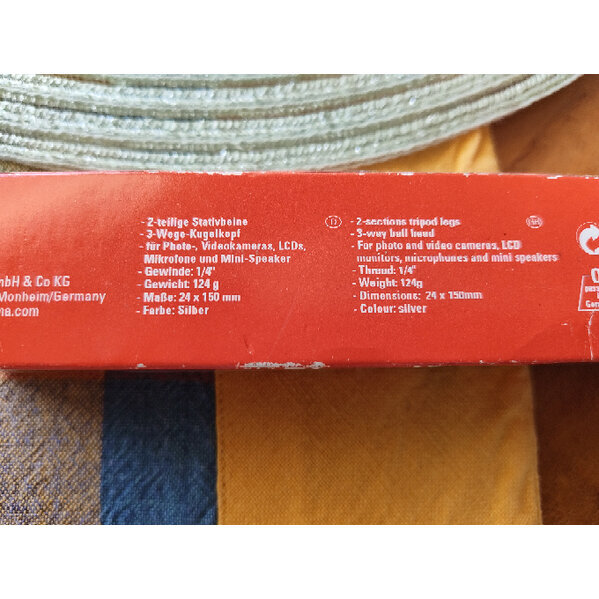 mbH & Co KG
Monheim/Germany
ma.com
- 2-teilige Stativbeine
- 3-Wege-Kugelkopf
- für Photo-, Videokameras, LCDs,
Mikrofone und Mini-Speaker
- Gewinde: 1/4"
- Gewicht: 124 g
- Maße: 24 x 150 mm
- Farbe: Silber
D
- 2-sections tripod legs
- 3-way ball head
- For photo and video cameras, LCD
monitors, microphones and mini speakers
- Thread: 1/4"
- Weight: 124g
- Dimensions: 24 x 150mm
- Colour: silver
GB